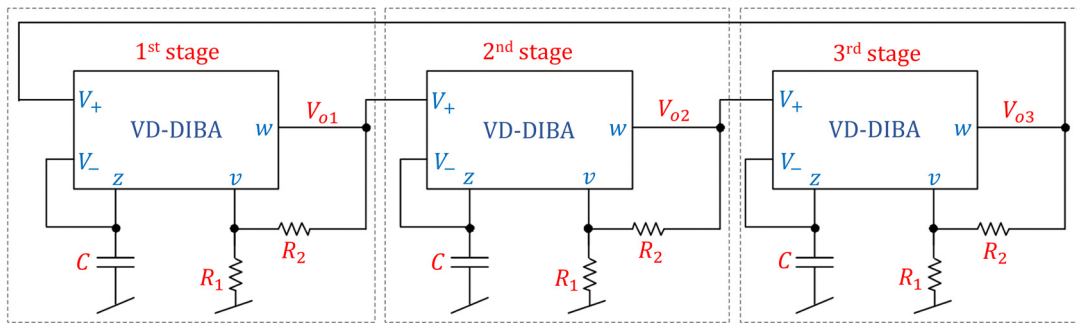 1st stage
V+
V−
VD-DIBA
w
z
v
Vo1
C
R1
R2
2nd stage
V+
V−
VD-DIBA
w
z
v
Vo2
C
R1
R2
3rd stage
V+
V−
VD-DIBA
w
z
v
Vo3
C
R1
R2